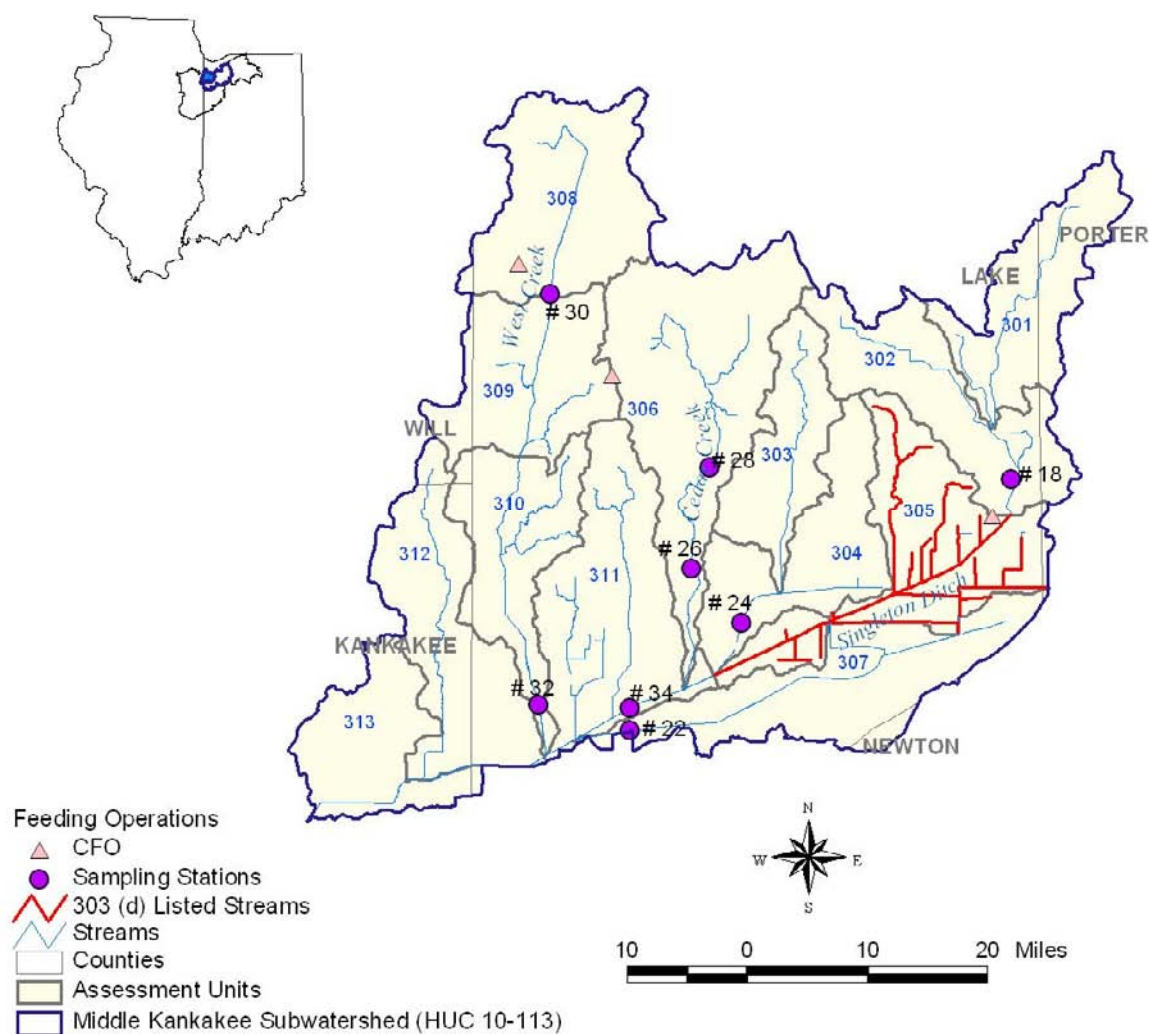 308
PORTER
LAKE
301
West Creek
# 30
302
309
306
303
WILL
Cedar Creek
# 28
# 18
310
305
312
# 26
311
304
# 24
Singleton Ditch
KANKAKEE
307
# 32
# 34
313
# 22
NEWTON
Feeding Operations
CFO
Sampling Stations
303 (d) Listed Streams
Streams
Counties
Assessment Units
Middle Kankakee Subwatershed (HUC 10-113)
N
W E
S
10 0 10 20 Miles